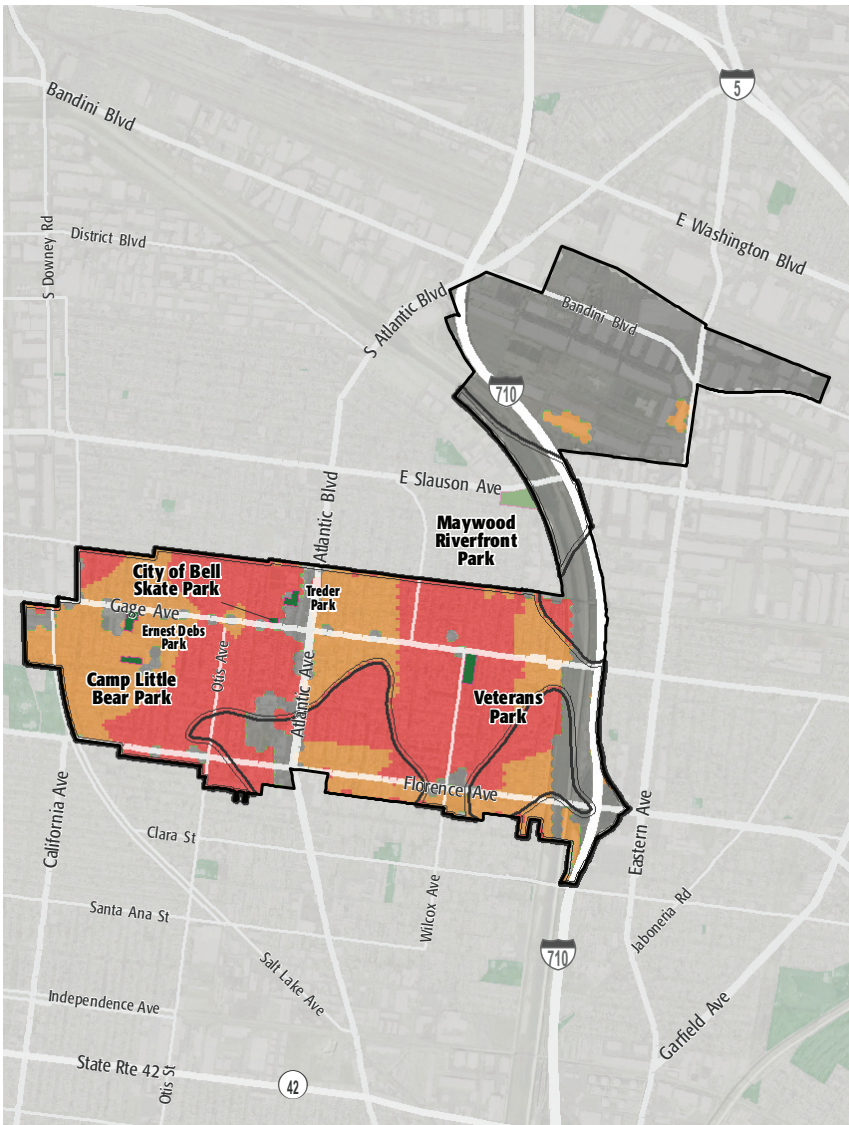 5
Bandini Blvd
E Washington Blvd
S Downey Rd
District Blvd
S Atlantic Blvd
Bandini Blvd
710
E Slauson Ave
Atlantic Blvd
Maywood
Riverfront
Park
City of Bell
Skate Park
Treder
Park
Gage Ave
Ernest Debs
Park
Otis Ave
Camp Little
Bear Park
Atlantic Ave
Veterans
Park
Florence Ave
California Ave
Clara St
Eastern Ave
Wilcox Ave
Santa Ana St
Jaboneria Rd
710
Salt Lake Ave
Independence Ave
Garfield Ave
State Rte 42
Otis St
42